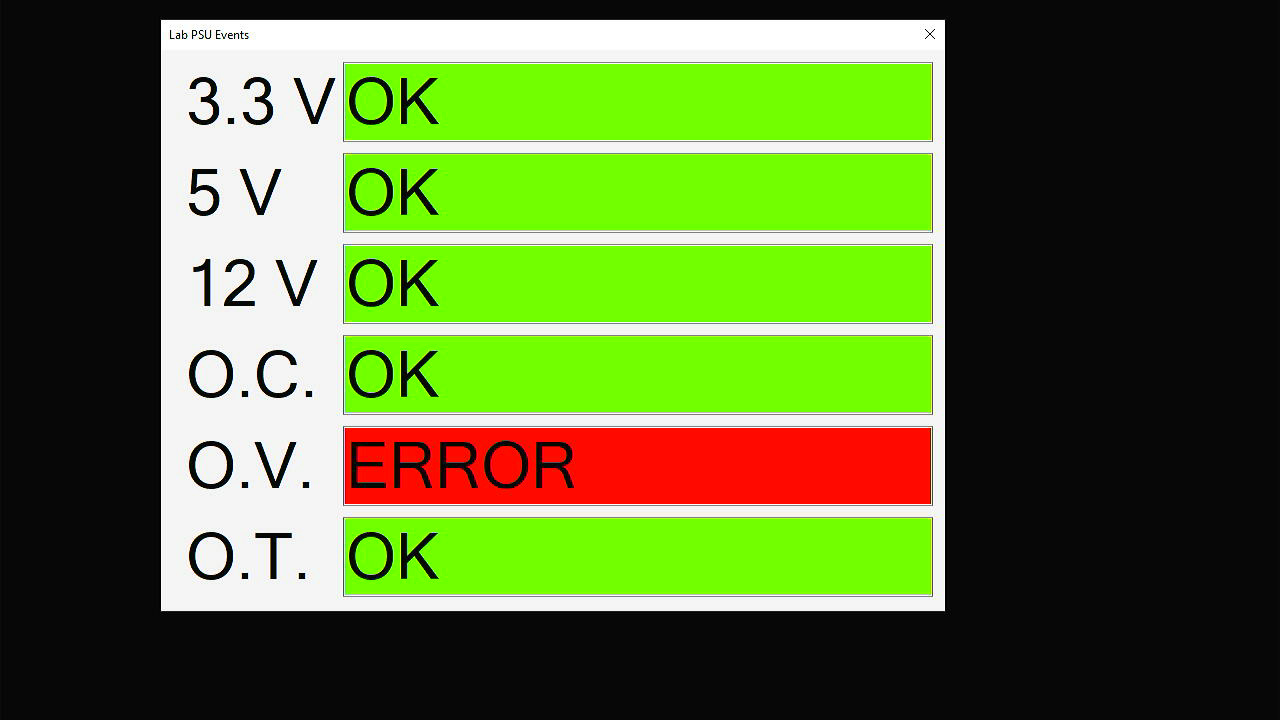 Lab PSU Events
3.3 V OK
5 V OK
12 V OK
O.C. OK
O.V. ERROR
O.T. OK